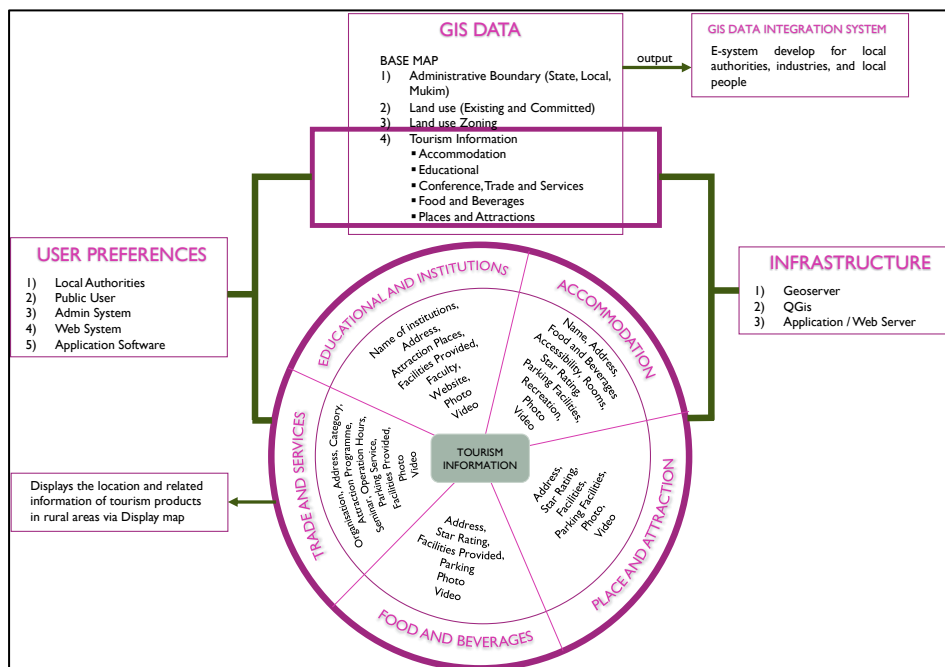 GIS DATA
BASE MAP
1) Administrative Boundary (State, Local,
Mukim)
2) Land use (Existing and Committed)
3) Land use Zoning
4) Tourism Information
▪ Accommodation
▪ Educational
▪ Conference, Trade and Services
▪ Food and Beverages
▪ Places and Attractions
output
GIS DATA INTEGRATION SYSTEM
E-system develop for local
authorities, industries, and local
people
USER PREFERENCES
1) Local Authorities
2) Public User
3) Admin System
4) Web System
5) Application Software
INFRASTRUCTURE
1) Geoserver
2) QGis
3) Application / Web Server
EDUCATIONAL AND INSTITUTIONS
Name of institutions,
Address,
Attraction Places,
Facilities Provided,
Faculty,
Website,
Photo
Video
ACCOMMODATION
Name, Address,
Food and Beverages
Accessibility, Rooms,
Star Rating,
Parking Facilities,
Recreation,
Photo
Video
TRADE AND SERVICES
Organisation, Address, Category,
Attraction Programme,
Seminar, Operation Hours,
Parking Service,
Facilities Provided,
Photo
Video
TOURISM
INFORMATION
PLACE AND ATTRACTION
Address,
Star Rating,
Facilities,
Parking Facilities,
Photo,
Video
FOOD AND BEVERAGES
Address,
Star Rating,
Facilities Provided,
Parking
Photo
Video
Displays the location and related
information of tourism products
in rural areas via Display map